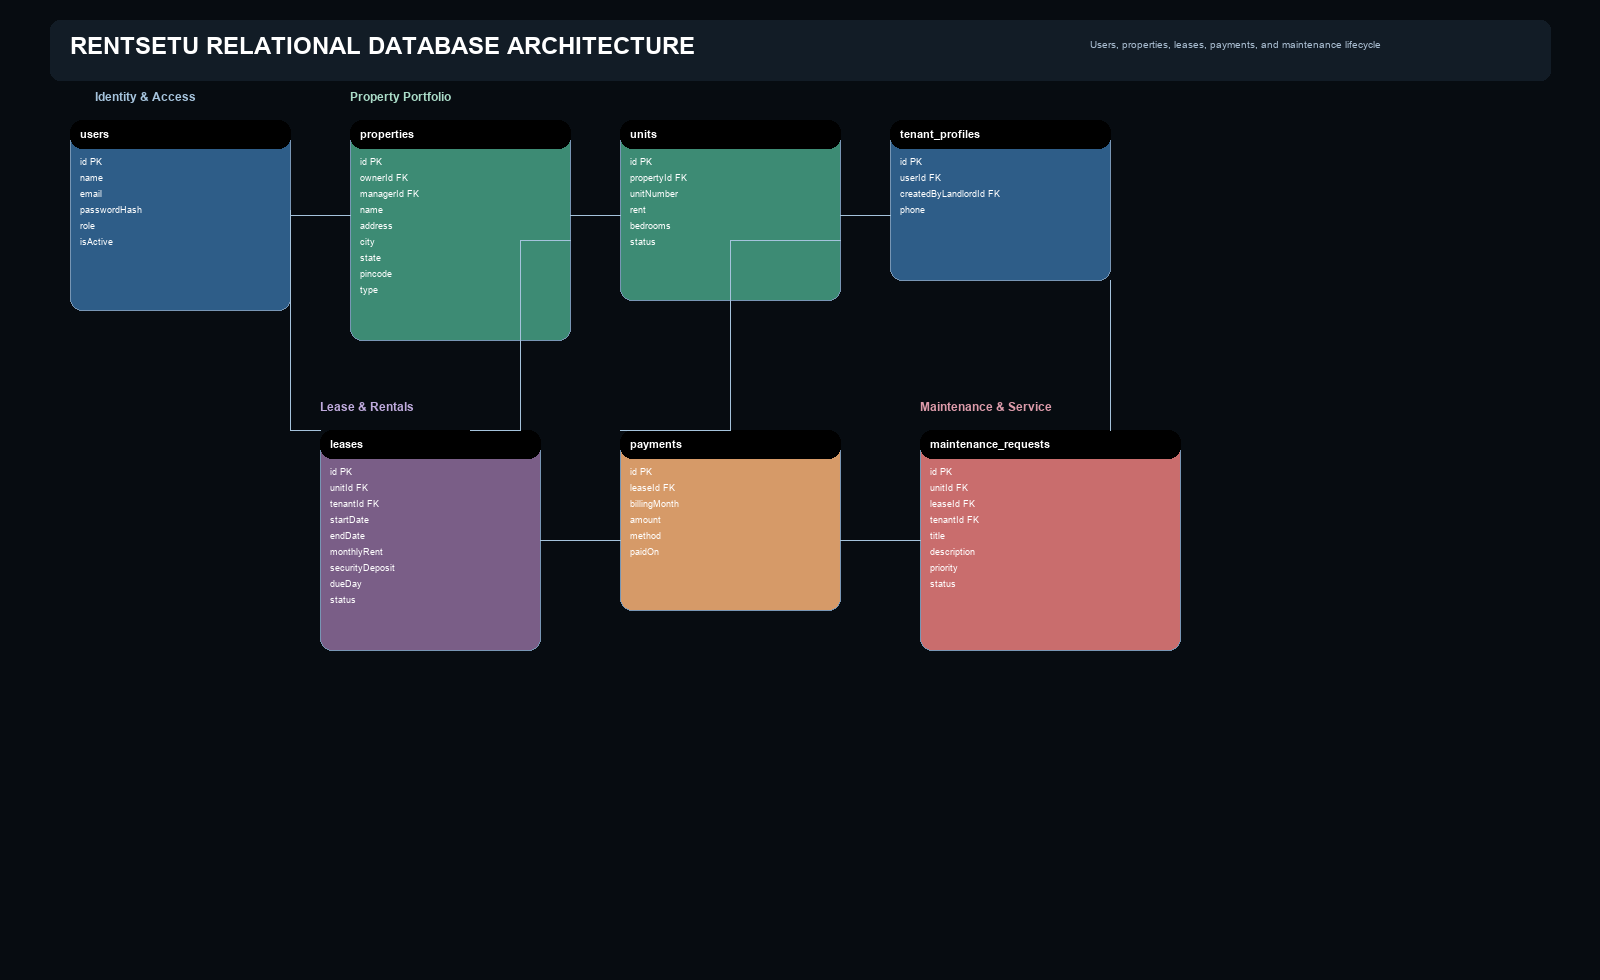 RENTSETU RELATIONAL DATABASE ARCHITECTURE
Users, properties, leases, payments, and maintenance lifecycle
Identity & Access
Property Portfolio
users
id PK
name
email
passwordHash
role
isActive
properties
id PK
ownerId FK
managerId FK
name
address
city
state
pincode
type
units
id PK
propertyId FK
unitNumber
rent
bedrooms
status
tenant_profiles
id PK
userId FK
createdByLandlordId FK
phone
Lease & Rentals
Maintenance & Service
leases
id PK
unitId FK
tenantId FK
startDate
endDate
monthlyRent
securityDeposit
dueDay
status
payments
id PK
leaseId FK
billingMonth
amount
method
paidOn
maintenance_requests
id PK
unitId FK
leaseId FK
tenantId FK
title
description
priority
status